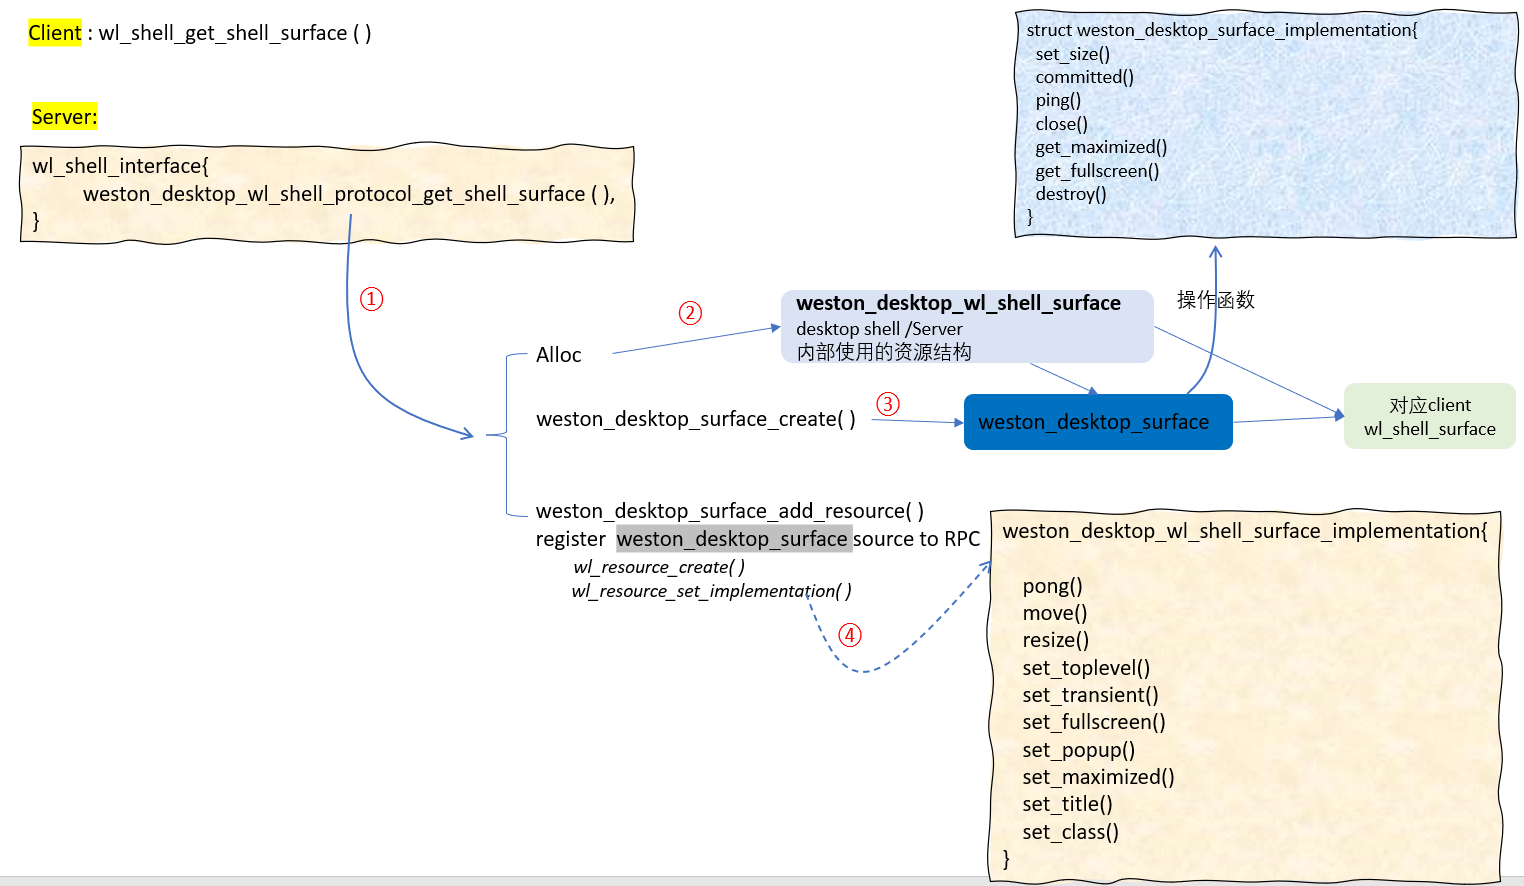 Client : wl_shell_get_shell_surface ( )
Server:
wl_shell_interface{
weston_desktop_wl_shell_protocol_get_shell_surface ( ),
}
struct weston_desktop_surface_implementation{
set_size()
committed()
ping()
close()
get_maximized()
get_fullscreen()
destroy()
}
①
②
weston_desktop_wl_shell_surface
desktop shell /Server
内部使用的资源结构
操作函数
Alloc
weston_desktop_surface_create( )
③
weston_desktop_surface
对应client
wl_shell_surface
weston_desktop_surface_add_resource( )
register weston_desktop_surface source to RPC
wl_resource_create( )
wl_resource_set_implementation( )
④
weston_desktop_wl_shell_surface_implementation{
pong()
move()
resize()
set_toplevel()
set_transient()
set_fullscreen()
set_popup()
set_maximized()
set_title()
set_class()
}